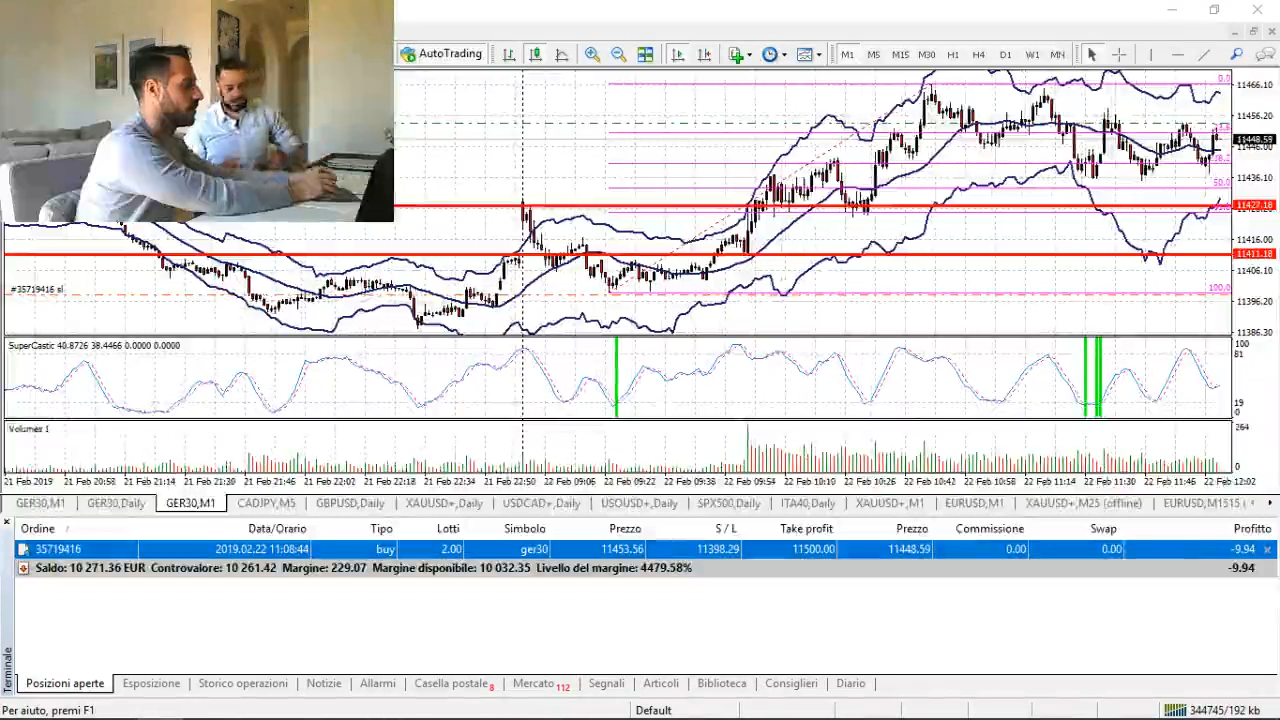 AutoTrading M1 M5 M15 M30 H1 H4 D1 W1 MN
0.0
11466.10
11456.20
11448.59
11446.00
50.0
11436.10
11427.18
11416.00
11411.18
11406.10
#35719416 sl
100.0
11396.20
11386.30
SuperCastic 40.8726 38.4466 0.0000 0.0000
100
81
19
0
Volumes 1
264
0
21 Feb 2019 21 Feb 20:58 21 Feb 21:14 21 Feb 21:30 21 Feb 21:46 21 Feb 22:02 22 Feb 09:06 22 Feb 09:22 22 Feb 09:38 22 Feb 09:54 22 Feb 10:10 22 Feb 10:26 22 Feb 10:42 22 Feb 10:58 22 Feb 11:14 22 Feb 11:30 22 Feb 11:46 22 Feb 12:02
GER30,M1 GER30,Daily GER30,M1 CADJPY,M5 GBPUSD,Daily XAUUSD+,Daily USDCAD+,Daily USOUSD+,Daily SPX500,Daily ITA40,Daily XAUUSD+,M1 EURUSD,M1 XAUUSD+,M25 (offline) EURUSD,M1515 (
Ordine / Data/Orario Tipo Lotti Simbolo Prezzo S / L Take profit Prezzo Commissione Swap Profitto
35719416 2019.02.22 11:08:44 buy 2.00 ger30 11453.56 11398.29 11500.00 11448.59 0.00 0.00 -9.94
Saldo: 10 271.36 EUR Controvalore: 10 261.42 Margine: 229.07 Margine disponibile: 10 032.35 Livello del margine: 4479.58% -9.94
Terminale
Posizioni aperte Esposizione Storico operazioni Notizie Allarmi Casella postale 8 Mercato 112 Segnali Articoli Biblioteca Consiglieri Diario
Per aiuto, premi F1 Default 344745/192 kb